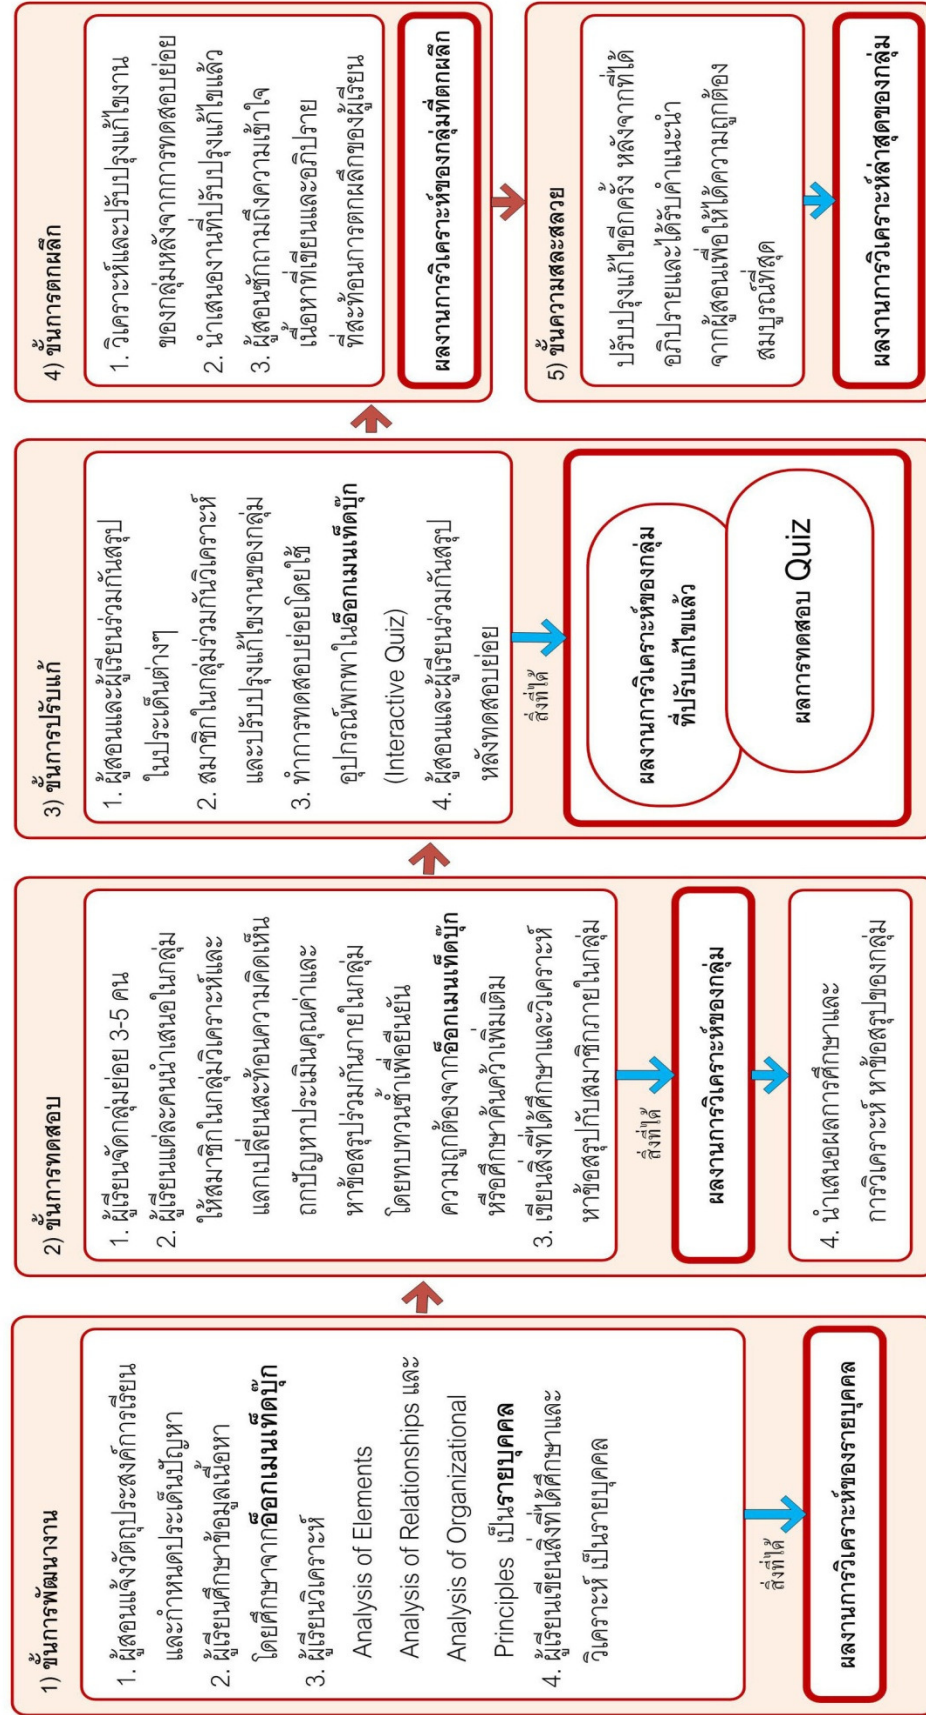 1) ขั้นการพัฒนางาน
1. ผู้สอนแจ้งวัตถุประสงค์การเรียน
และกำหนดประเด็นปัญหา
2. ผู้เรียนศึกษาข้อมูลเนื้อหา
โดยศึกษาจากอ็อกเมนเท็ดบุ๊ก
3. ผู้เรียนวิเคราะห์
Analysis of Elements
Analysis of Relationships และ
Analysis of Organizational
Principles เป็นรายบุคคล
4. ผู้เรียนเขียนสิ่งที่ได้ศึกษาและ
วิเคราะห์ เป็นรายบุคคล
สิ่งที่ได้
ผลงานการวิเคราะห์ของรายบุคคล
2) ขั้นการทดสอบ
1. ผู้เรียนจัดกลุ่มย่อย 3-5 คน
2. ผู้เรียนแต่ละคนนำเสนอในกลุ่ม
ให้สมาชิกในกลุ่มวิเคราะห์และ
แลกเปลี่ยนสะท้อนความคิดเห็น
ถกปัญหาประเมินคุณค่าและ
หาข้อสรุปร่วมกันภายในกลุ่ม
โดยทบทวนซ้ำเพื่อยืนยัน
ความถูกต้องจากอ็อกเมนเท็ดบุ๊ก
หรือศึกษาค้นคว้าเพิ่มเติม
3. เขียนสิ่งที่ได้ศึกษาและวิเคราะห์
หาข้อสรุปกับสมาชิกภายในกลุ่ม
สิ่งที่ได้
ผลงานการวิเคราะห์ของกลุ่ม
4. นำเสนอผลการศึกษาและ
การวิเคราะห์ หาข้อสรุปของกลุ่ม
3) ขั้นการปรับแก้
1. ผู้สอนและผู้เรียนร่วมกันสรุป
ในประเด็นต่างๆ
2. สมาชิกในกลุ่มร่วมกันวิเคราะห์
และปรับปรุงแก้ไขงานของกลุ่ม
3. ทำการทดสอบย่อยโดยใช้
อุปกรณ์พกพาในอ็อกเมนเท็ดบุ๊ก
(Interactive Quiz)
4. ผู้สอนและผู้เรียนร่วมกันสรุป
หลังทดสอบย่อย
สิ่งที่ได้
ผลงานการวิเคราะห์ของกลุ่ม
ที่ปรับแก้ไขแล้ว
ผลการทดสอบ Quiz
4) ขั้นการตกผลึก
1. วิเคราะห์และปรับปรุงแก้ไขงาน
ของกลุ่มหลังจากการทดสอบย่อย
2. นำเสนองานที่ปรับปรุงแก้ไขแล้ว
3. ผู้สอนซักถามถึงความเข้าใจ
เนื้อหาที่เขียนและอภิปราย
ที่สะท้อนการตกผลึกของผู้เรียน
ผลงานการวิเคราะห์ของกลุ่มที่ตกผลึก
5) ขั้นความสละสลวย
ปรับปรุงแก้ไขอีกครั้ง หลังจากที่ได้
อภิปรายและได้รับคำแนะนำ
จากผู้สอนเพื่อให้ได้ความถูกต้อง
สมบูรณ์ที่สุด
ผลงานการวิเคราะห์ล่าสุดของกลุ่ม